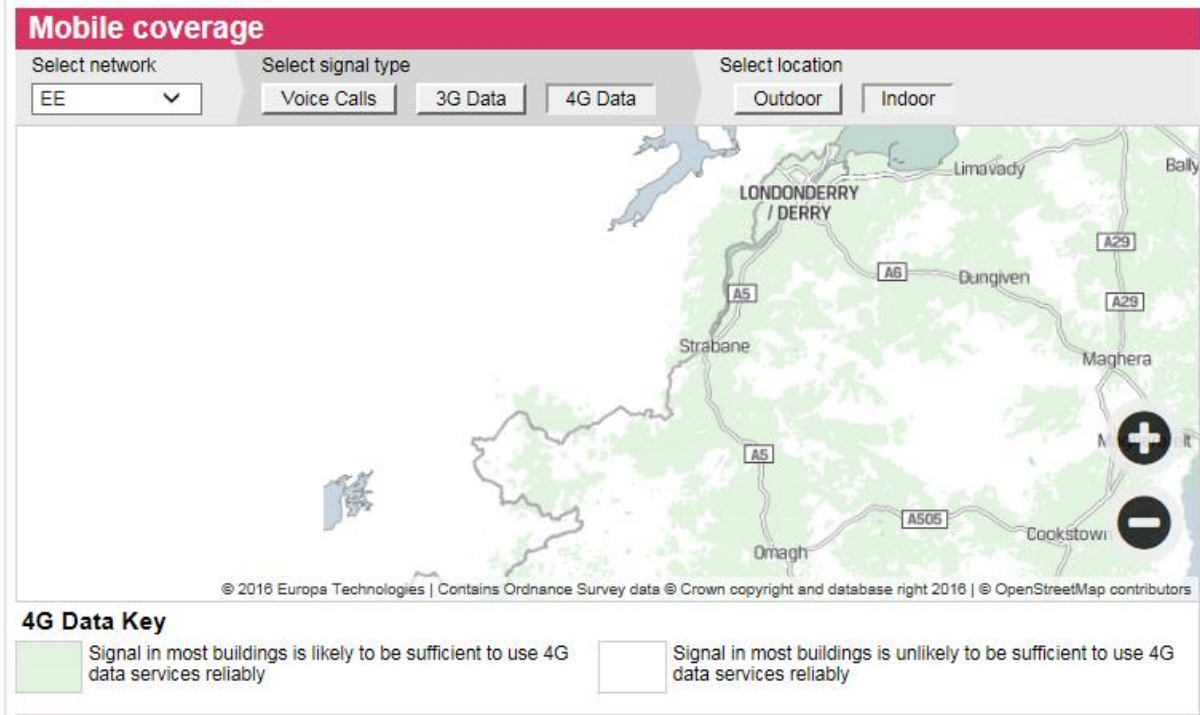 Mobile coverage
Select network
Select signal type
Select location
EE
Voice Calls
3G Data
4G Data
Outdoor
Indoor
Limavady
Bally
LONDONDERRY
/ DERRY
A29
A6
Dungiven
A5
A29
Strabane
Maghera
A5
A505
Cookstown
Omagh
© 2016 Europa Technologies | Contains Ordnance Survey data © Crown copyright and database right 2016 | © OpenStreetMap contributors
4G Data Key
Signal in most buildings is likely to be sufficient to use 4G
data services reliably
Signal in most buildings is unlikely to be sufficient to use 4G
data services reliably